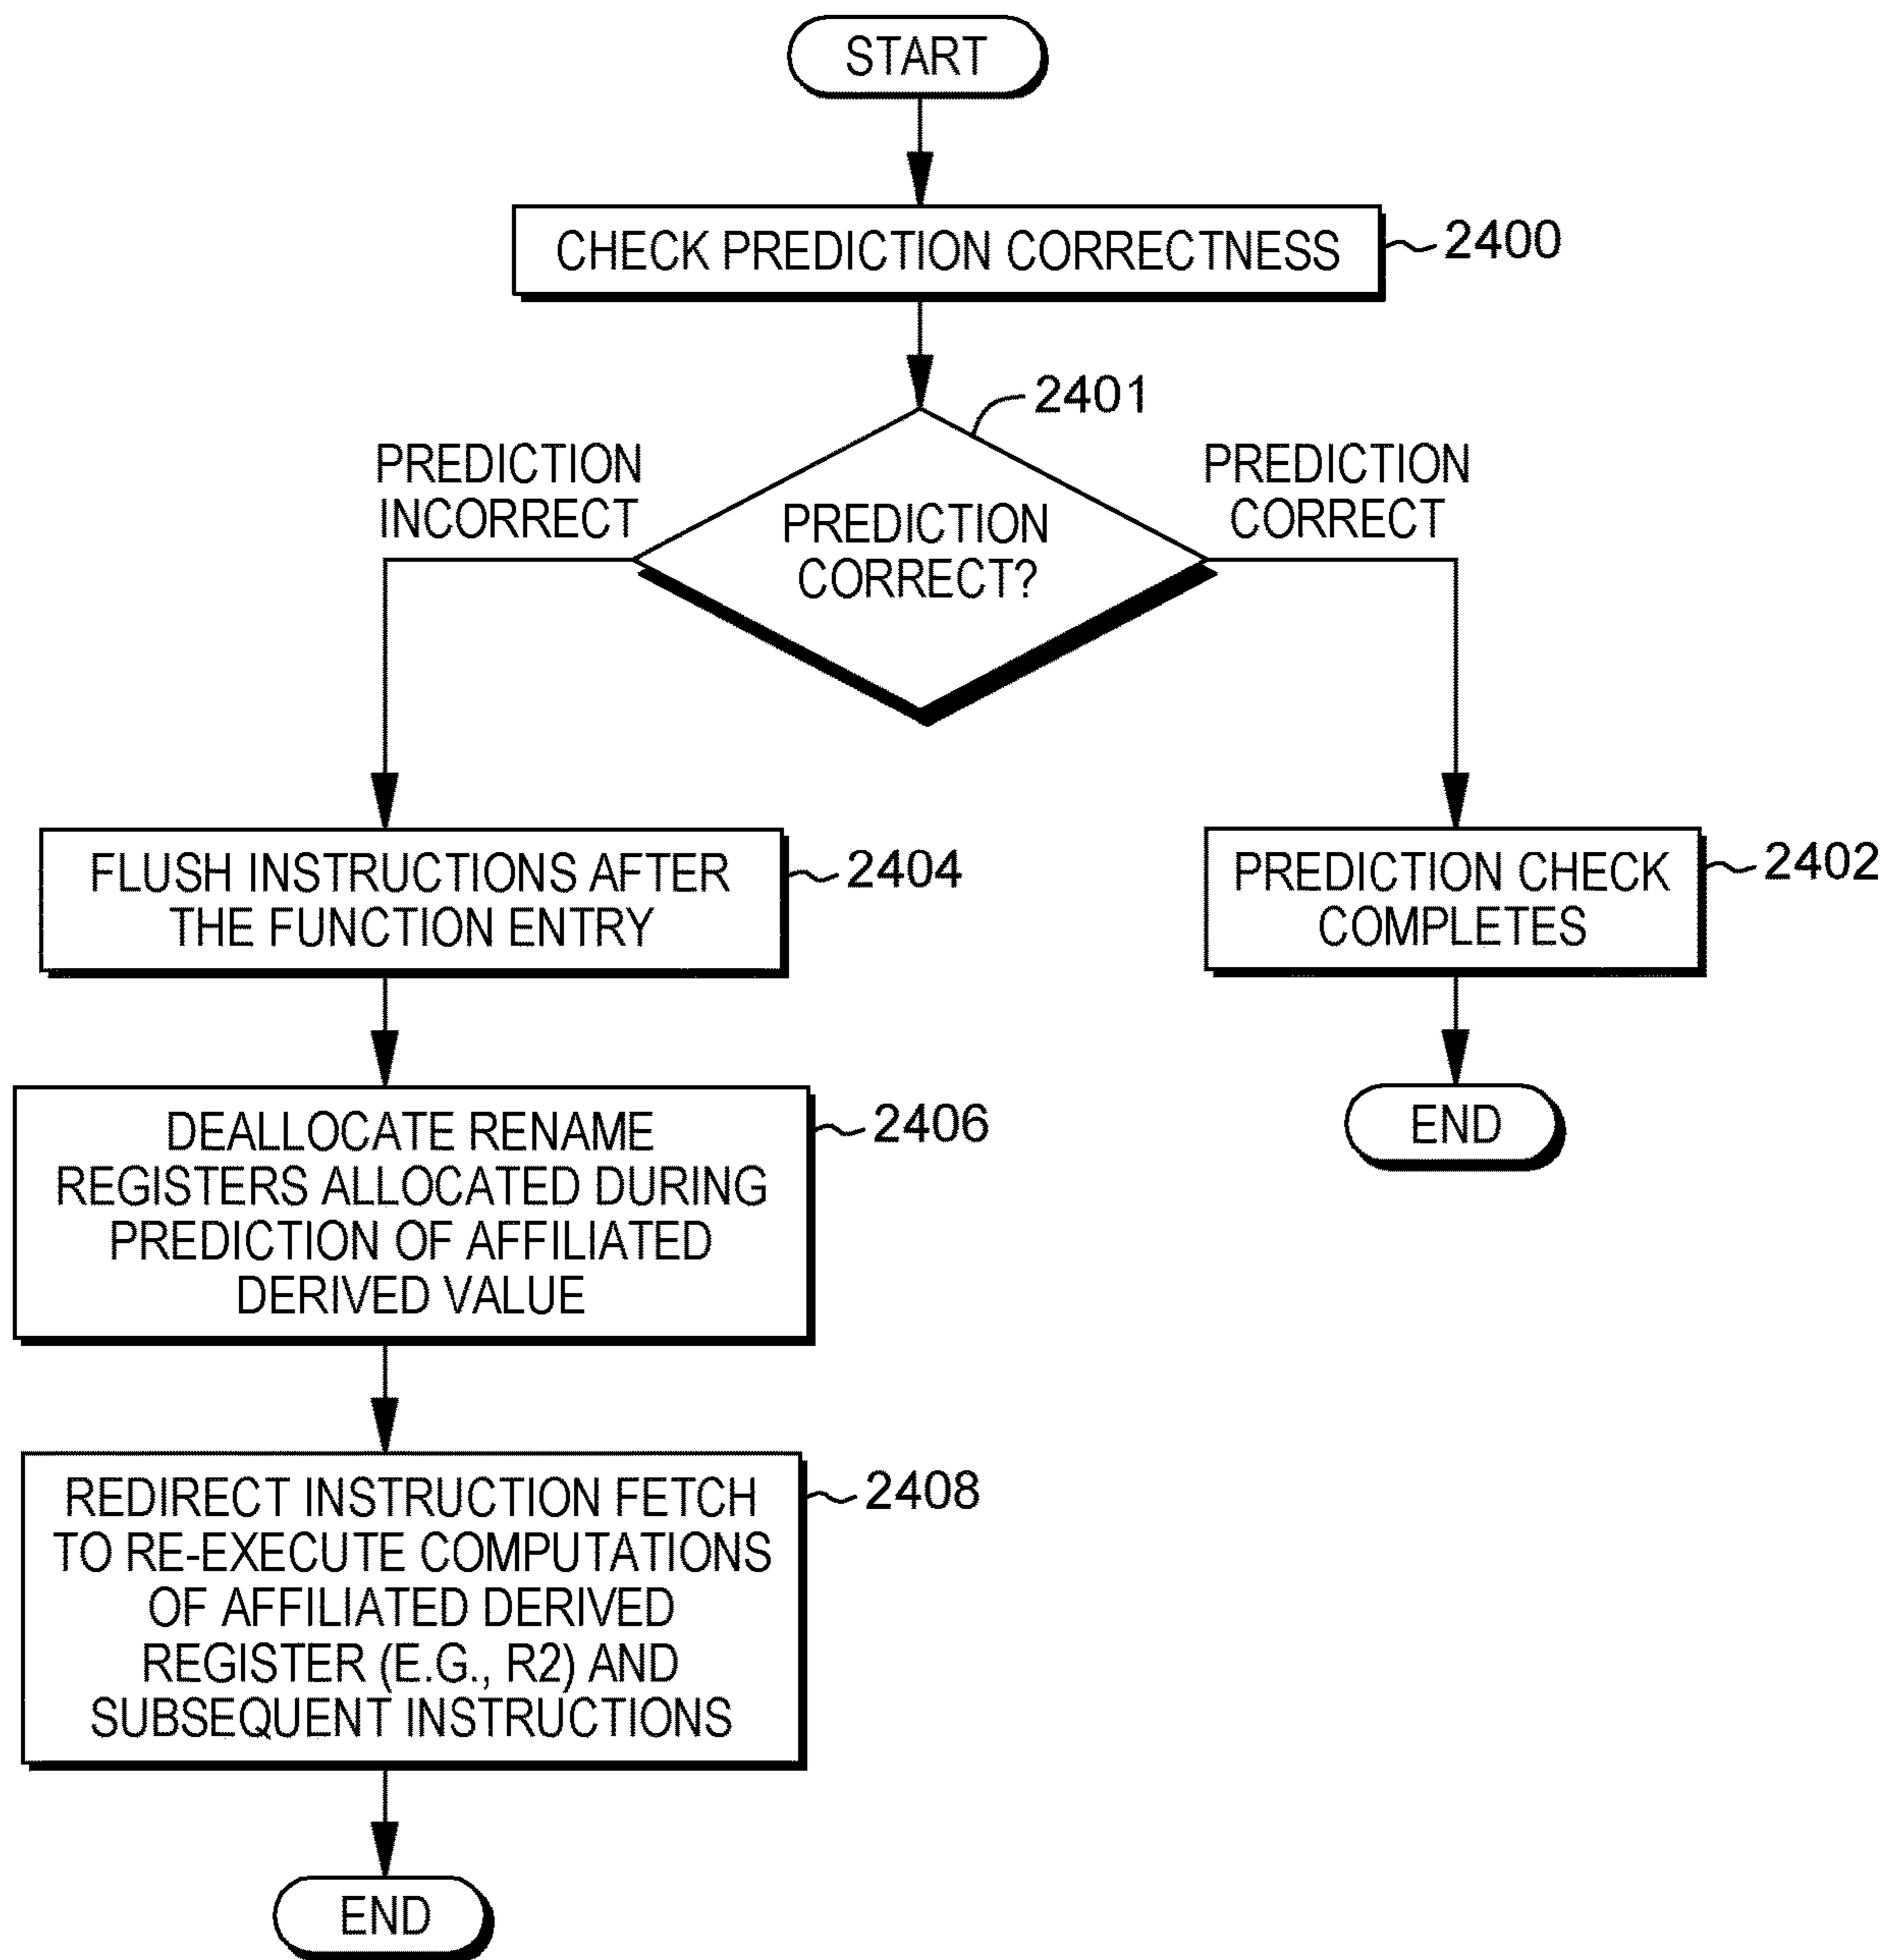 START
CHECK PREDICTION CORRECTNESS
2400
2401
PREDICTION
INCORRECT
PREDICTION
CORRECT?
PREDICTION
CORRECT
FLUSH INSTRUCTIONS AFTER
THE FUNCTION ENTRY
2404
PREDICTION CHECK
COMPLETES
2402
DEALLOCATE RENAME
REGISTERS ALLOCATED DURING
PREDICTION OF AFFILIATED
DERIVED VALUE
2406
END
REDIRECT INSTRUCTION FETCH
TO RE-EXECUTE COMPUTATIONS
OF AFFILIATED DERIVED
REGISTER (E.G., R2) AND
SUBSEQUENT INSTRUCTIONS
2408
END